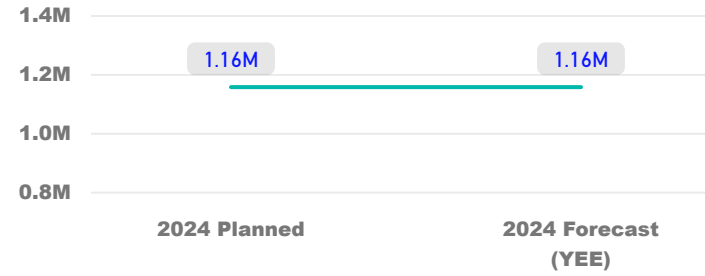 1.4M
1.16M 1.16M
1.2M
1.0M
0.8M
2024 Planned 2024 Forecast
(YEE)